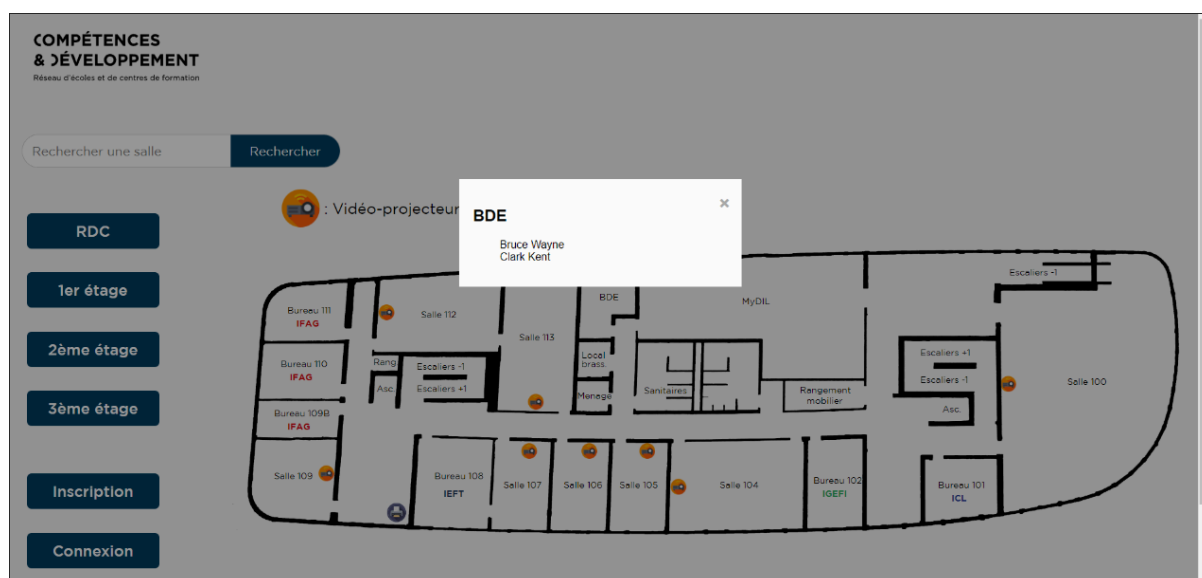 COMPÉTENCES
& DÉVELOPPEMENT
Réseau d'écoles et de centres de formation
Rechercher une salle
Rechercher
: Vidéo-projecteur
BDE
×
Bruce Wayne
Clark Kent
RDC
1er étage
2ème étage
3ème étage
Inscription
Connexion
Escaliers -1
Bureau 111
IFAG
Salle 112
BDE
MyDIL
Salle 113
Bureau 110
IFAG
Rang
Escaliers -1
Local
brass.
Escaliers +1
Asc.
Escaliers +1
Menage
Sanitaires
Rangement
mobilier
Escaliers -1
Salle 100
Asc.
Bureau 109B
IFAG
Salle 109
Bureau 108
IEFT
Salle 107
Salle 106
Salle 105
Salle 104
Bureau 102
IGEFI
Bureau 101
ICL